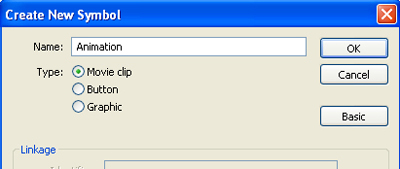 Create New Symbol
Name: Animation OK
Type: Movie clip Cancel
Button
Graphic
Basic
Linkage